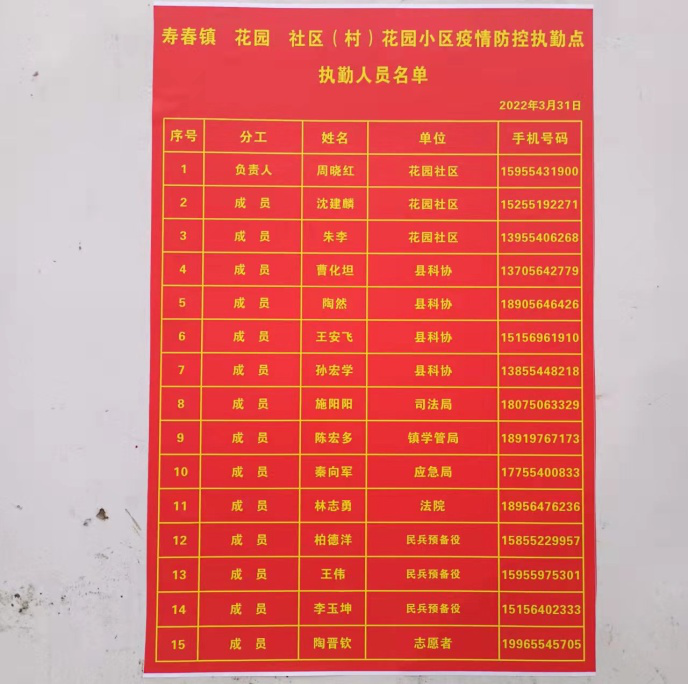 寿春镇 花园 社区（村）花园小区疫情防控执勤点
执勤人员名单
2022年3月31日
序号 分工 姓名 单位 手机号码
1 负责人 周晓红 花园社区 15955431900
2 成 员 沈建麟 花园社区 15255192271
3 成 员 朱李 花园社区 13955406268
4 成 员 曹化坦 县科协 13705642779
5 成 员 陶然 县科协 18905646426
6 成 员 王安飞 县科协 15156961910
7 成 员 孙宏学 县科协 13855448218
8 成 员 施阳阳 司法局 18075063329
9 成 员 陈宏多 镇学管局 18919767173
10 成 员 秦向军 应急局 17755400833
11 成 员 林志勇 法院 18956476236
12 成 员 柏德洋 民兵预备役 15855229957
13 成 员 王伟 民兵预备役 15955975301
14 成 员 李玉坤 民兵预备役 15156402333
15 成 员 陶晋钦 志愿者 19965545705